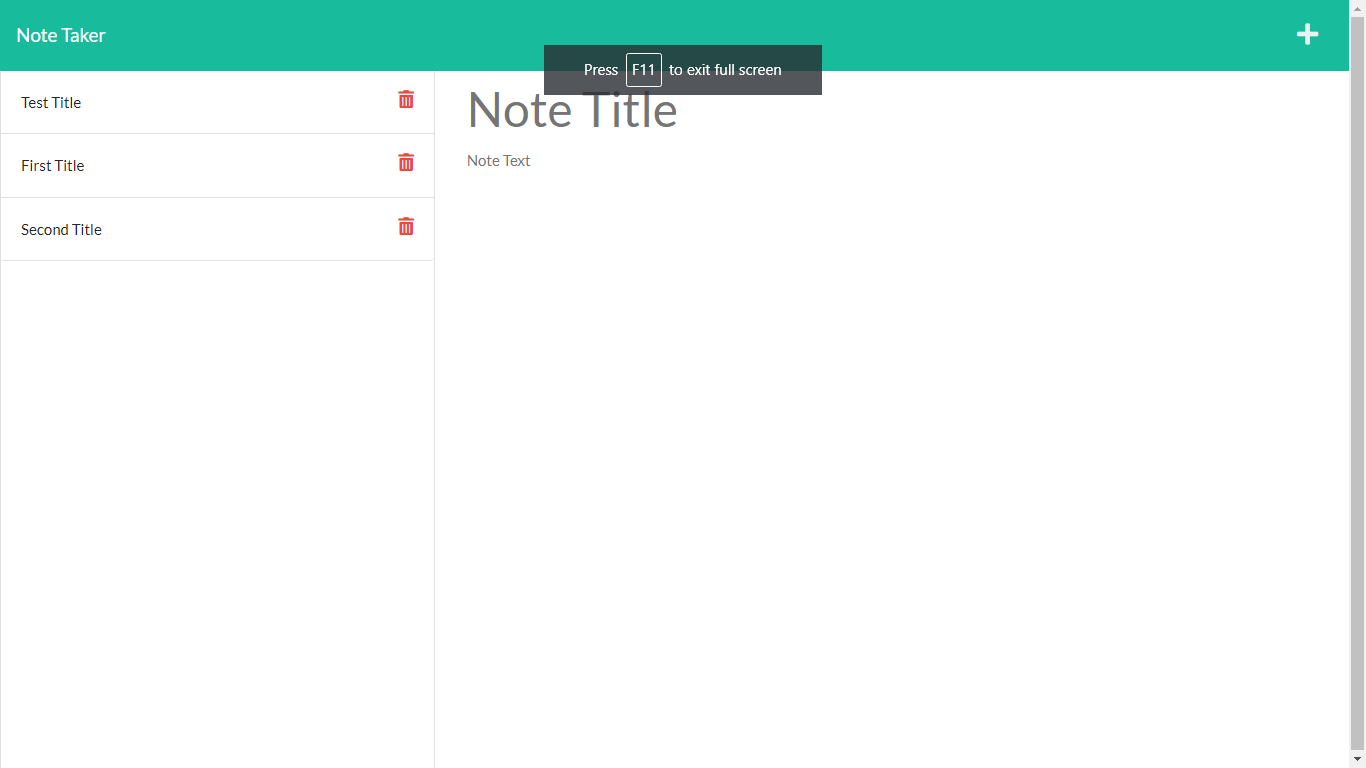 Note Taker
Press F11 to exit full screen
Test Title
First Title
Second Title
Note Title
Note Text